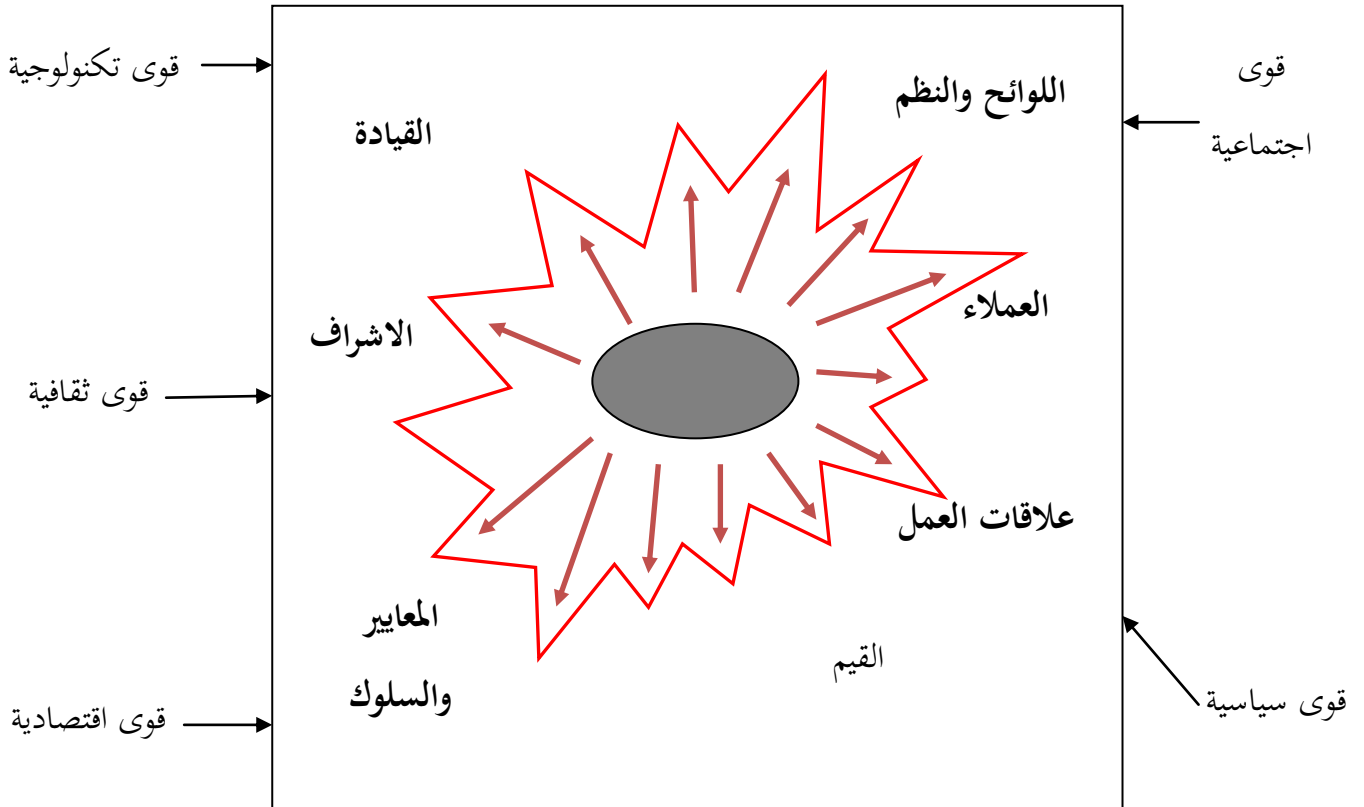 قوى
اجتماعية
اللوائح والنظم
القيادة
قوى تكنولوجية
العملاء
الاشراف
قوى ثقافية
علاقات العمل
القيم
المعايير
والسلوك
قوى سياسية
قوى اقتصادية